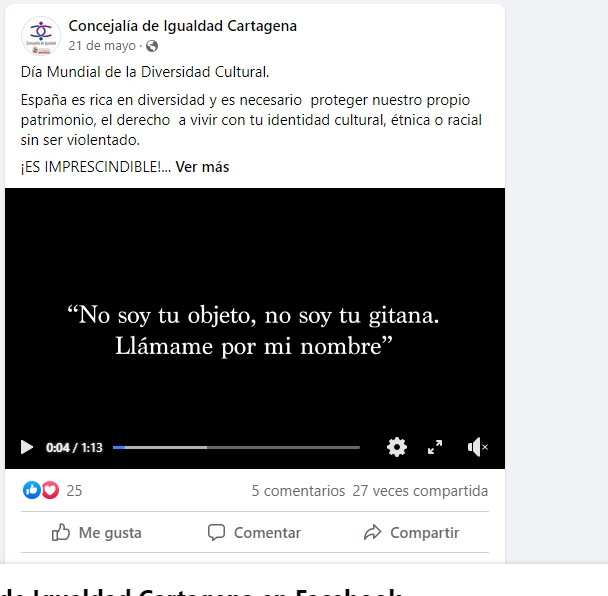 Concejalía de Igualdad Cartagena
21 de mayo ·
Día Mundial de la Diversidad Cultural.
España es rica en diversidad y es necesario  proteger nuestro propio
patrimonio, el derecho  a vivir con tu identidad cultural, étnica o racial
sin ser violentado.
¡ES IMPRESCINDIBLE!... Ver más
“No soy tu objeto, no soy tu gitana.
Llámame por mi nombre”
0:04 / 1:13
25
5 comentarios 27 veces compartida
Me gusta
Comentar
Compartir
de Igualdad Cartagena en Facebook